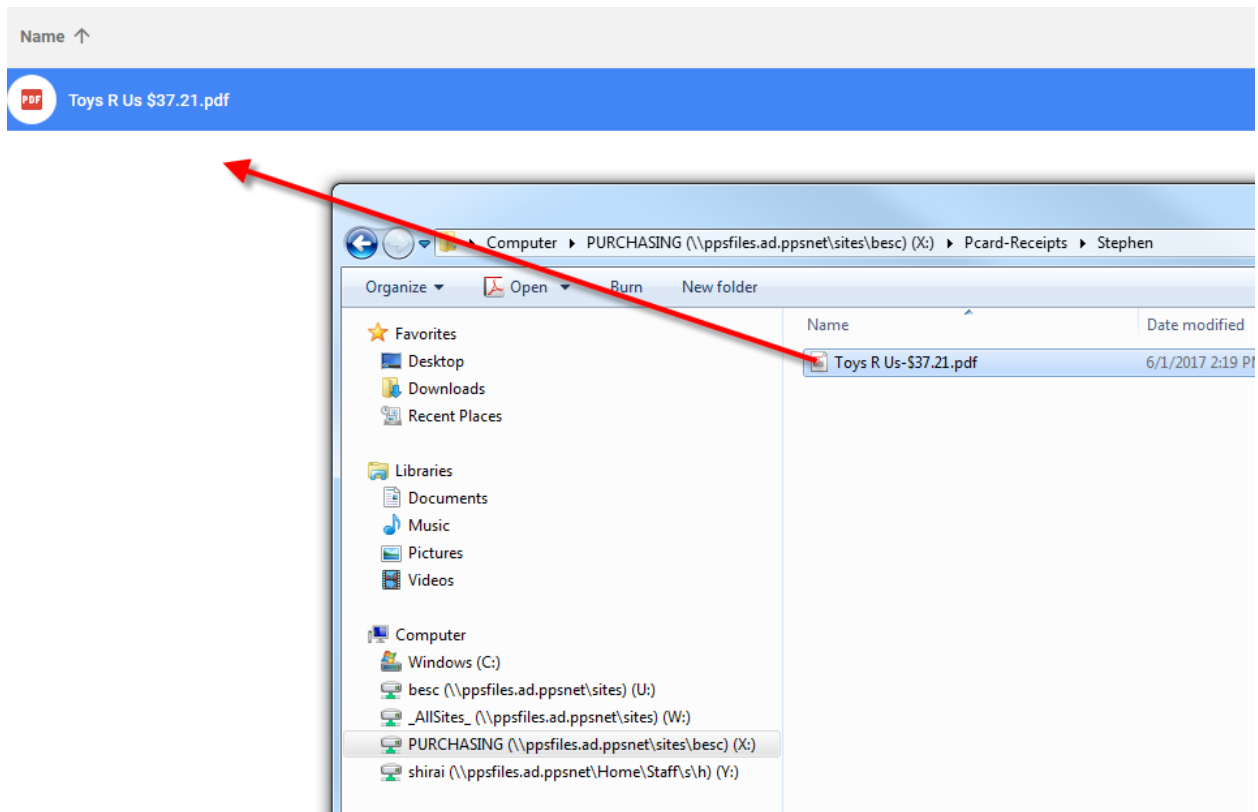 Name ↑
PDF Toys R Us $37.21.pdf
Computer ▸ PURCHASING (\\ppsfiles.ad.ppsnet\sites\besc) (X:) ▸ Pcard-Receipts ▸ Stephen
Organize Open Burn New folder
Favorites
Desktop
Downloads
Recent Places
Libraries
Documents
Music
Pictures
Videos
Computer
Windows (C:)
besc (\\ppsfiles.ad.ppsnet\sites) (U:)
_AllSites_ (\\ppsfiles.ad.ppsnet\sites) (W:)
PURCHASING (\\ppsfiles.ad.ppsnet\sites\besc) (X:)
shirai (\\ppsfiles.ad.ppsnet\Home\Staff\s\h) (Y:)
Name Date modified
Toys R Us-$37.21.pdf 6/1/2017 2:19 P